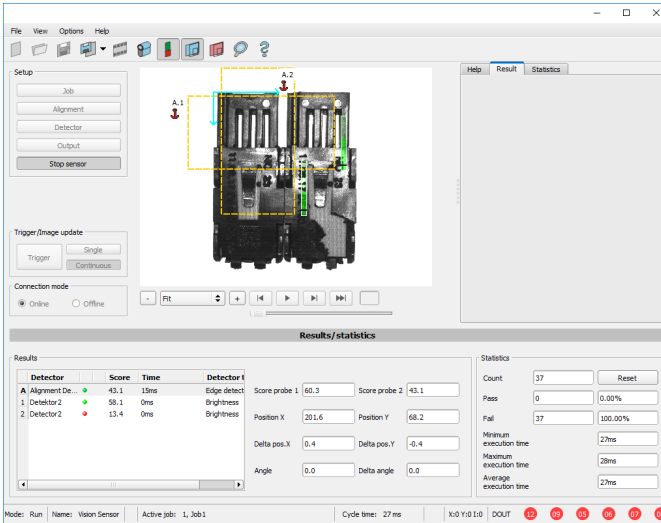 File View Options Help
Setup
Job
Alignment
Detector
Output
Stop sensor
Trigger/Image update
Trigger
Single
Continuous
Connection mode
Online Offline
A.1
A.2
- Fit +
Help Result Statistics
Results/statistics
Results
Detector Score Time Detector t
A Alignment De... 43.1 15ms Edge detect
1 Detektor2 58.1 0ms Brightness
2 Detector2 13.4 0ms Brightness
Score probe 1 60.3 Score probe 2 43.1
Position X 201.6 Position Y 68.2
Delta pos.X 0.4 Delta pos.Y -0.4
Angle 0.0 Delta angle 0.0
Statistics
Count 37 Reset
Pass 0 0.00%
Fail 37 100.00%
Minimum
execution time 27ms
Maximum
execution time 28ms
Average
execution time 27ms
Mode: Run Name: Vision Sensor Active job: 1, Job1 Cycle time: 27 ms X:0 Y:0 I:0 DOUT 12 09 05 06 07